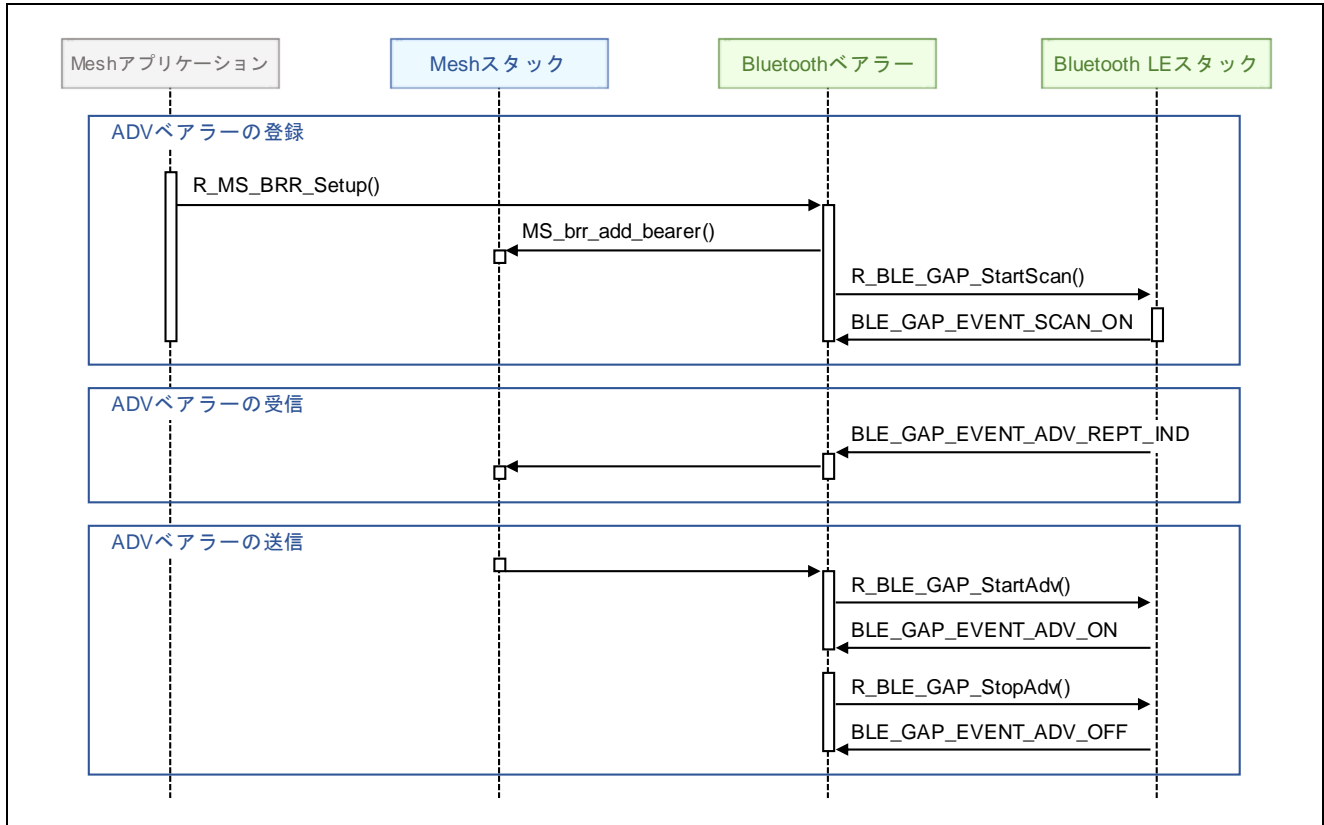 Meshアプリケーション
Meshスタック
Bluetoothベアラー
Bluetooth LEスタック
ADVベアラーの登録
R_MS_BRR_Setup()
MS_brr_add_bearer()
R_BLE_GAP_StartScan()
BLE_GAP_EVENT_SCAN_ON
ADVベアラーの受信
BLE_GAP_EVENT_ADV_REPT_IND
ADVベアラーの送信
R_BLE_GAP_StartAdv()
BLE_GAP_EVENT_ADV_ON
R_BLE_GAP_StopAdv()
BLE_GAP_EVENT_ADV_OFF